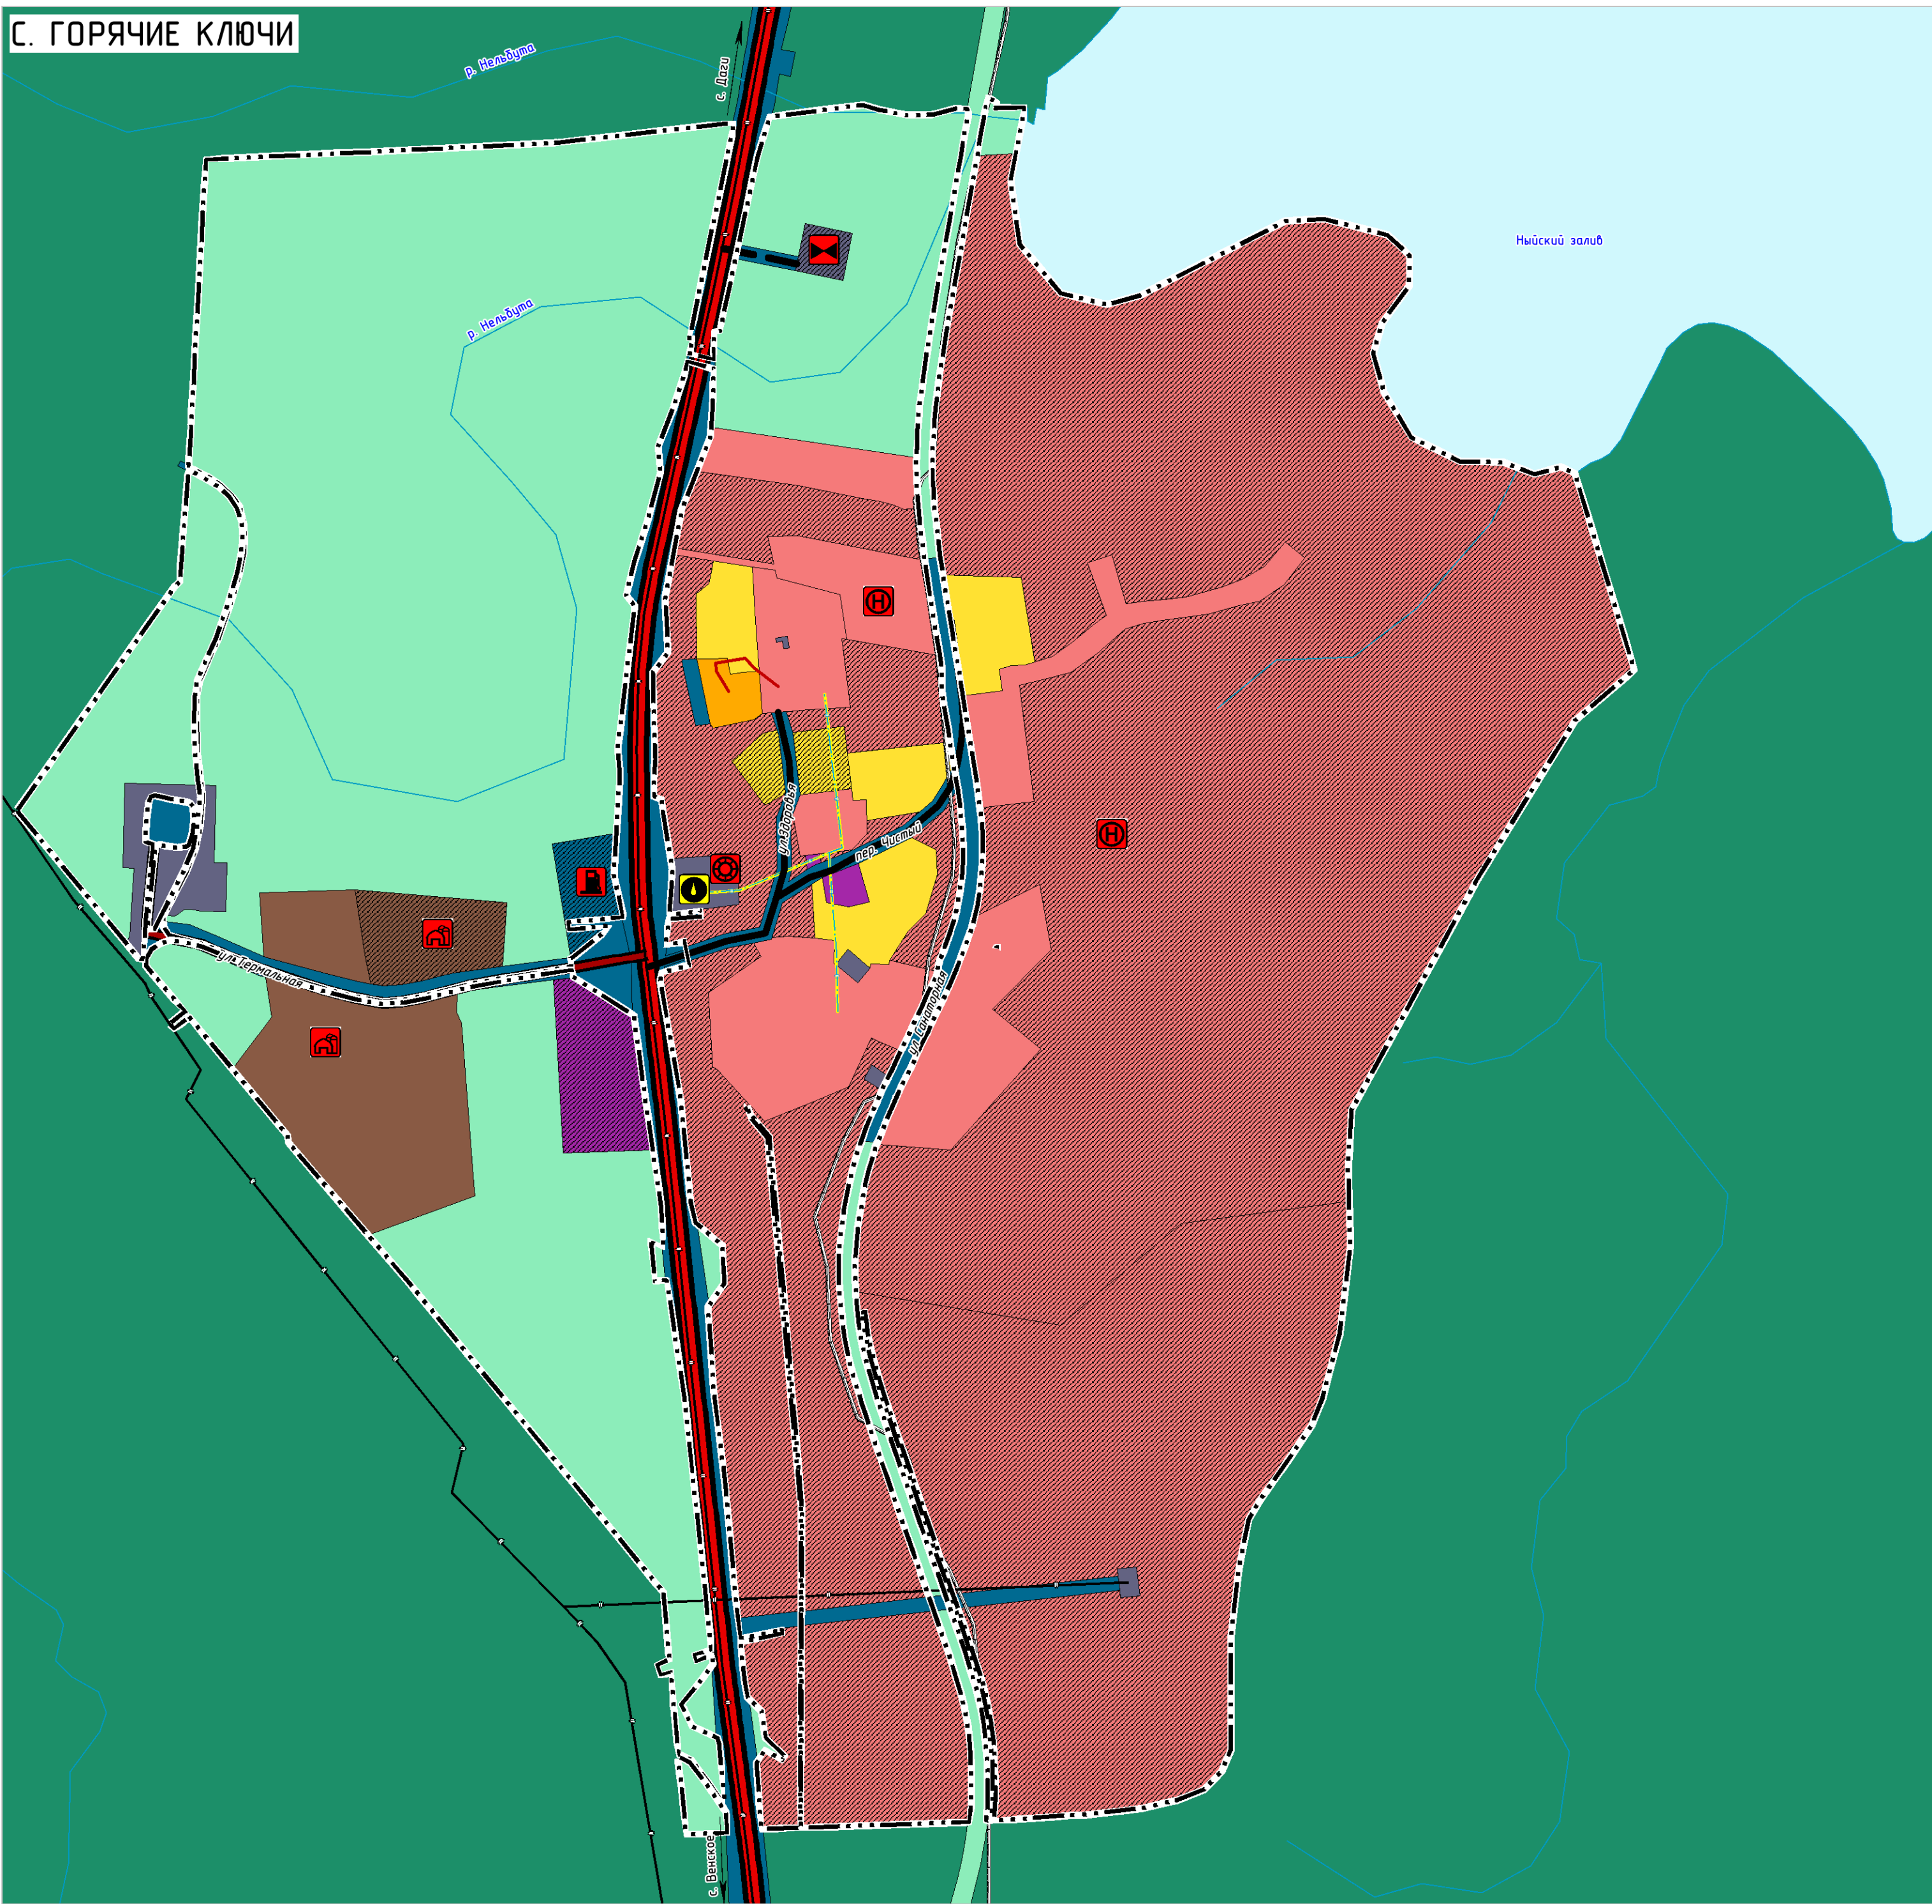 С. ГОРЯЧИЕ КЛЮЧИ
р. Нельбута
с. Даги
Ныйский залив
р. Нельбута
ул. Здоровья
пер. Чистый
ул. Термальная
ул. Санаторная
с. Венское